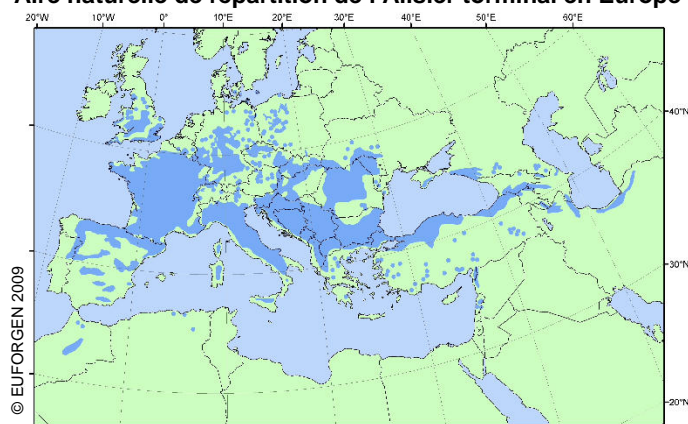 Aire naturelle de répartition de l'Alisier terminal en Europe
20°W 10°W 0° 10°E 20°E 30°E 40°E 50°E 60°E
40°N
30°N
20°N
© EUFORGEN 2009